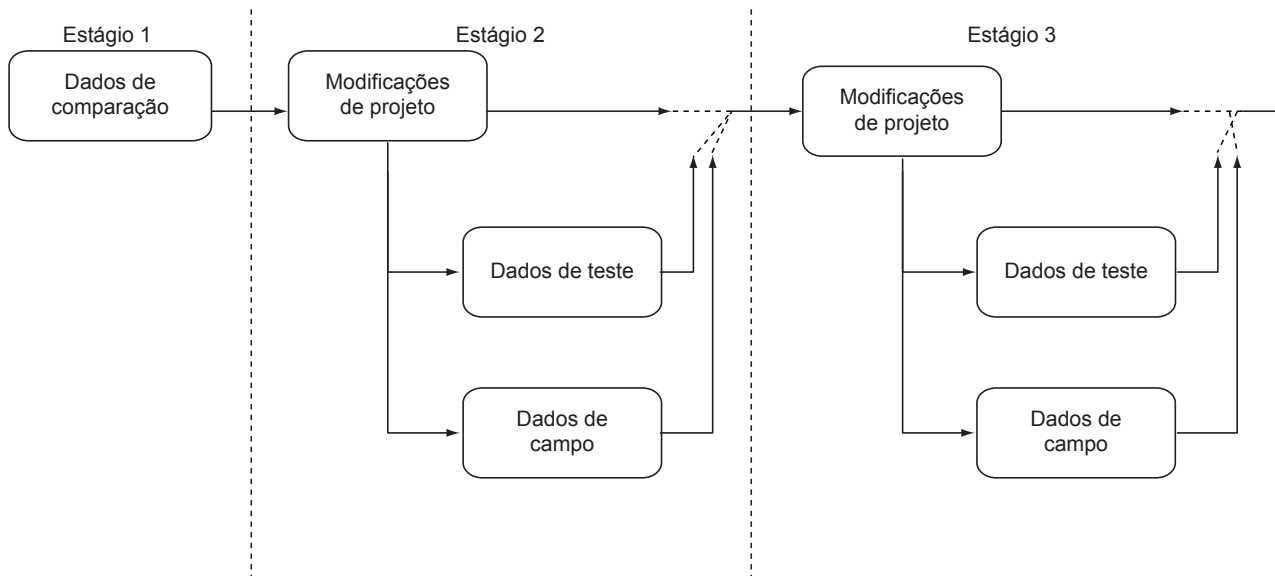 Estágio 1
Estágio 2
Estágio 3
Dados de
comparação
Modificações
de projeto
Modificações
de projeto
Dados de teste
Dados de teste
Dados de
campo
Dados de
campo